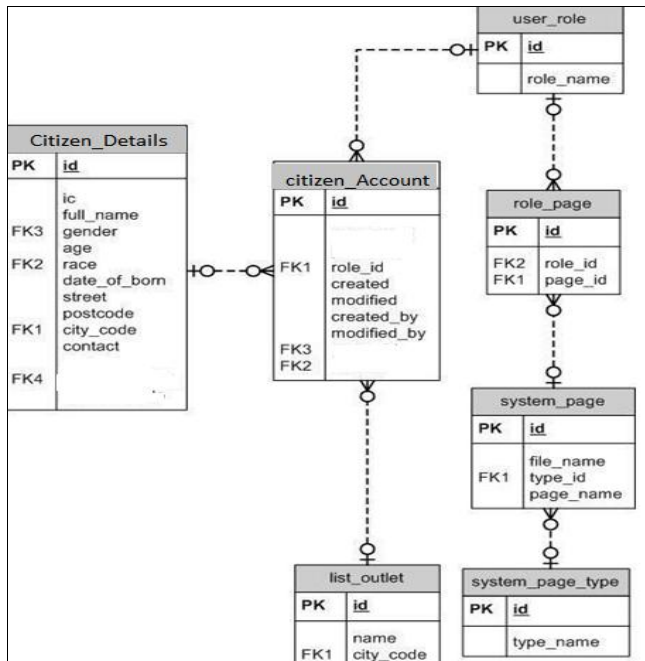 user_role
PK id
role_name
Citizen_Details
PK id
ic
full_name
FK3 gender
age
FK2 race
date_of_born
street
postcode
FK1 city_code
contact
FK4
citizen_Account
PK id
FK1 role_id
created
modified
created_by
modified_by
FK3
FK2
role_page
PK id
FK2 role_id
FK1 page_id
system_page
PK id
file_name
FK1 type_id
page_name
list_outlet
PK id
name
FK1 city_code
system_page_type
PK id
type_name